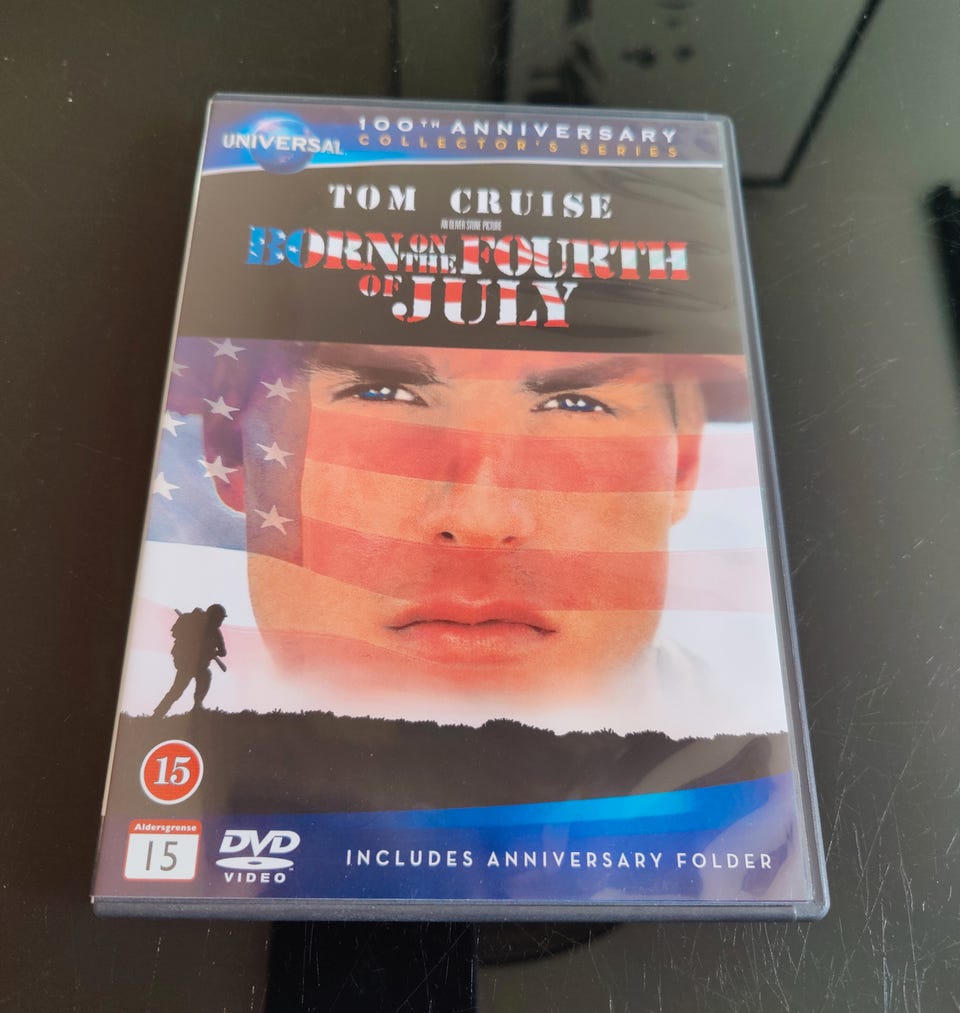 UNIVERSAL
100TH ANNIVERSARY
COLLECTOR'S SERIES
TOM CRUISE
AN OLIVER STONE PICTURE
BORN ON THE FOURTH
OF JULY
15
Aldersgrense
15
DVD
VIDEO
INCLUDES ANNIVERSARY FOLDER